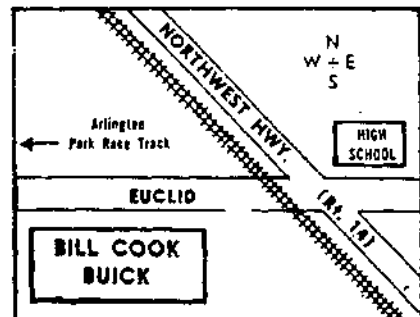 NORTHWEST HWY.
N
W + E
S
Arlington
Park Race Track
HIGH
SCHOOL
EUCLID
(Rt. 14)
BILL COOK
BUICK